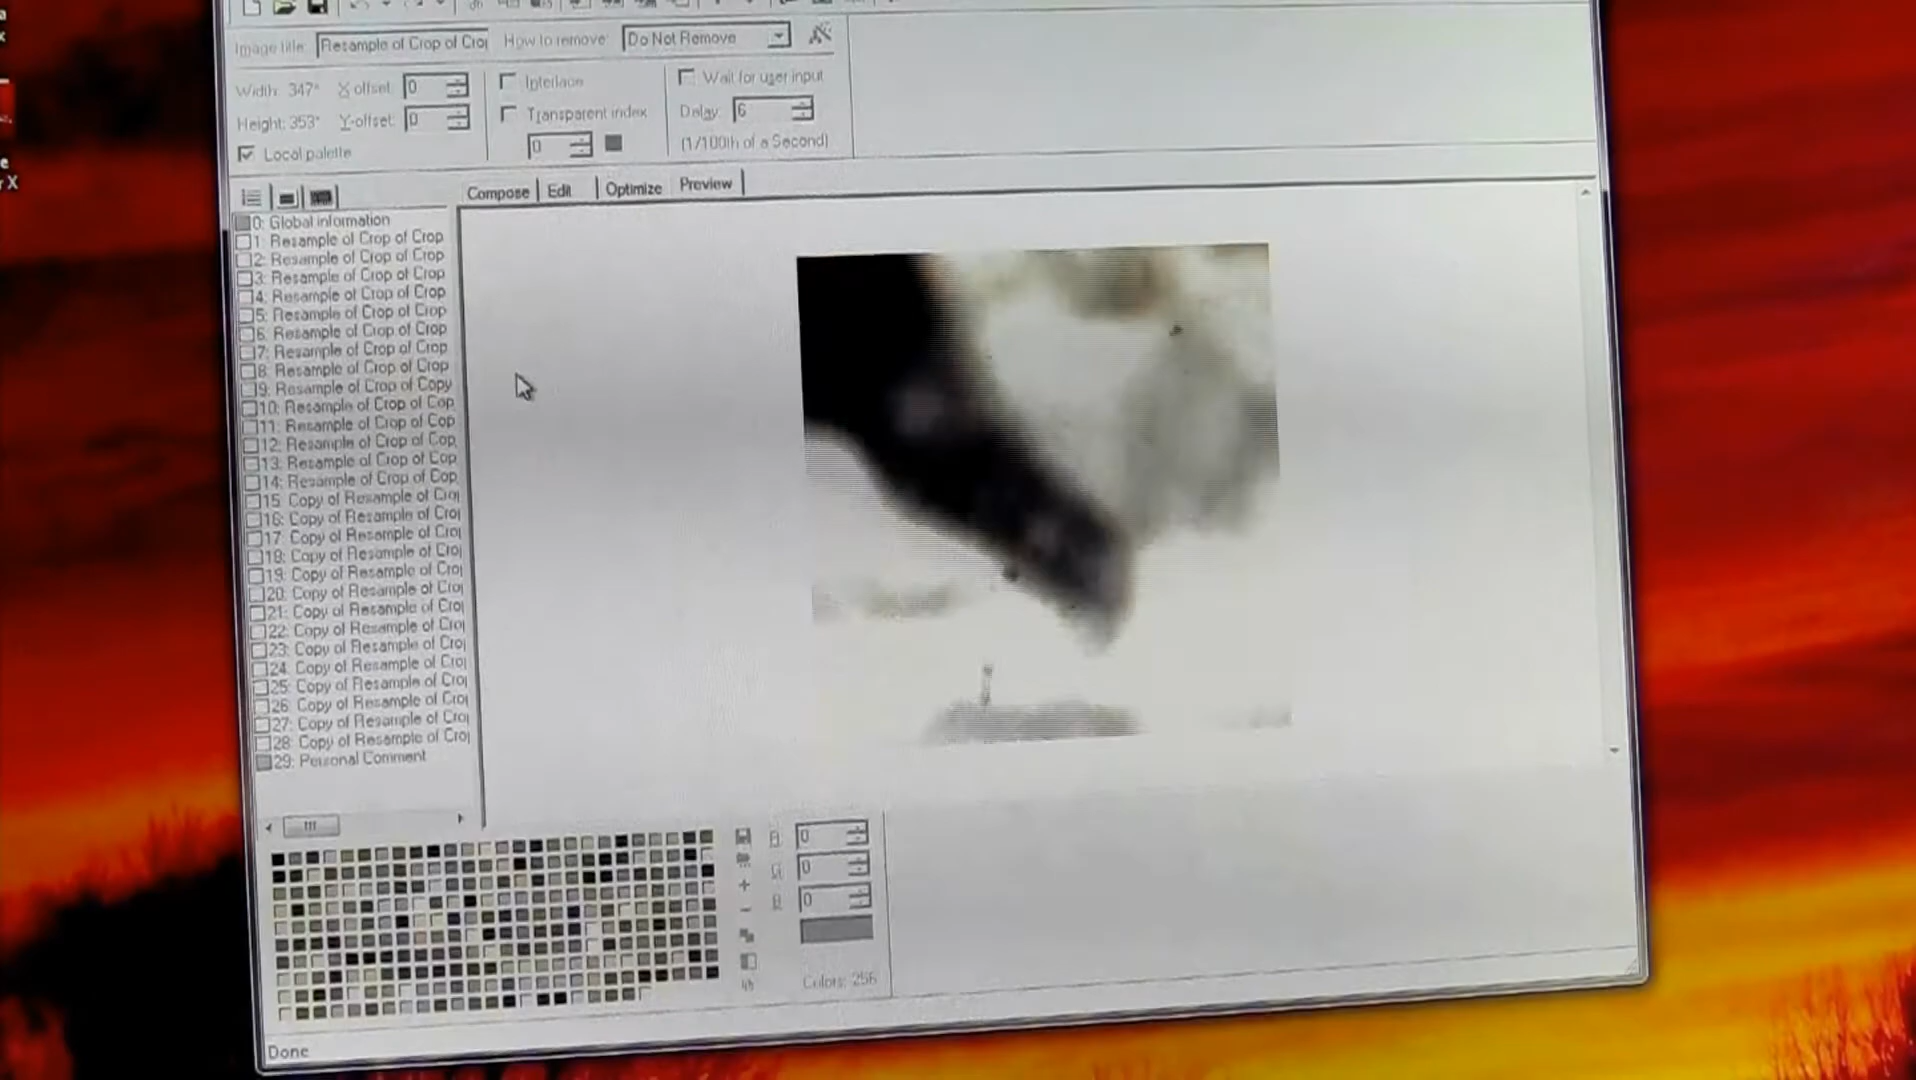 Image title: Resample of Crop of Cro How to remove: Do Not Remove
Width: 347* X offset: 0 Interlace Wait for user input
Height: 353* Y-offset: 0 Transparent index Delay: 6
Local palette 0 (1/100th of a Second)
Compose Edit Optimize Preview
0: Global information
1: Resample of Crop of Crop
2: Resample of Crop of Crop
3: Resample of Crop of Crop
4: Resample of Crop of Crop
5: Resample of Crop of Crop
6: Resample of Crop of Crop
7: Resample of Crop of Crop
8: Resample of Crop of Crop
9: Resample of Crop of Copy
10: Resample of Crop of Cop
11: Resample of Crop of Cop
12: Resample of Crop of Cop
13: Resample of Crop of Cop
14: Resample of Crop of Cop
15: Copy of Resample of Cro
16: Copy of Resample of Cro
17: Copy of Resample of Cro
18: Copy of Resample of Cro
19: Copy of Resample of Cro
20: Copy of Resample of Cro
21: Copy of Resample of Cro
22: Copy of Resample of Cro
23: Copy of Resample of Cro
24: Copy of Resample of Cro
25: Copy of Resample of Cro
26: Copy of Resample of Cro
27: Copy of Resample of Cro
28: Copy of Resample of Cro
29: Personal Comment
R 0
G 0
B 0
Colors: 256
Done